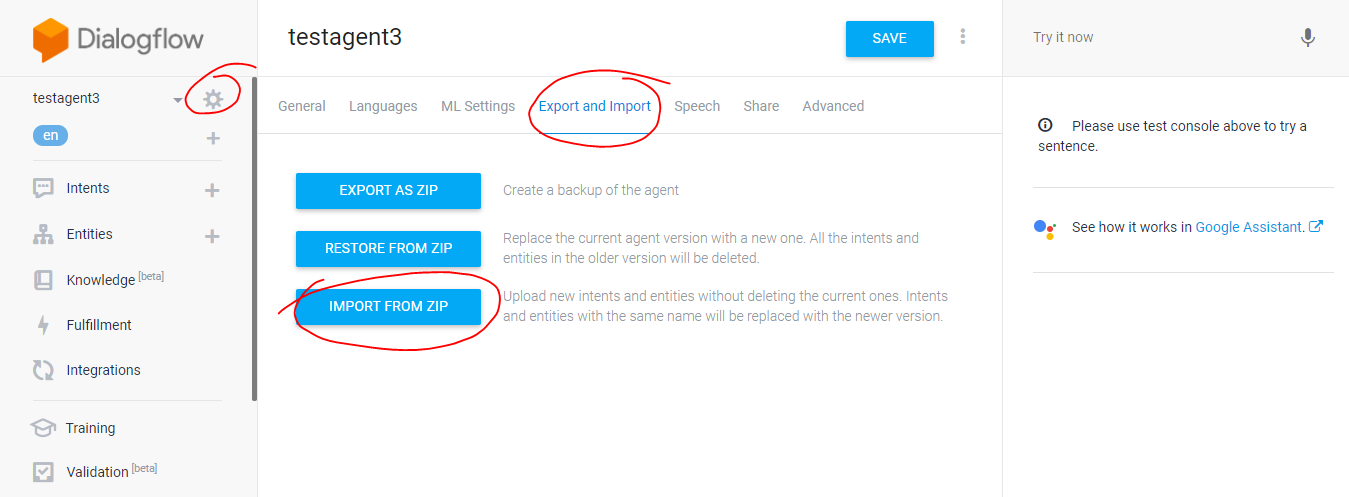 Dialogflow
testagent3
en
Intents
Entities
Knowledge [beta]
Fulfillment
Integrations
Training
Validation [beta]
testagent3
SAVE
General Languages ML Settings Export and Import Speech Share Advanced
EXPORT AS ZIP
Create a backup of the agent
RESTORE FROM ZIP
Replace the current agent version with a new one. All the intents and
entities in the older version will be deleted.
IMPORT FROM ZIP
Upload new intents and entities without deleting the current ones. Intents
and entities with the same name will be replaced with the newer version.
Try it now
Please use test console above to try a
sentence.
See how it works in Google Assistant.